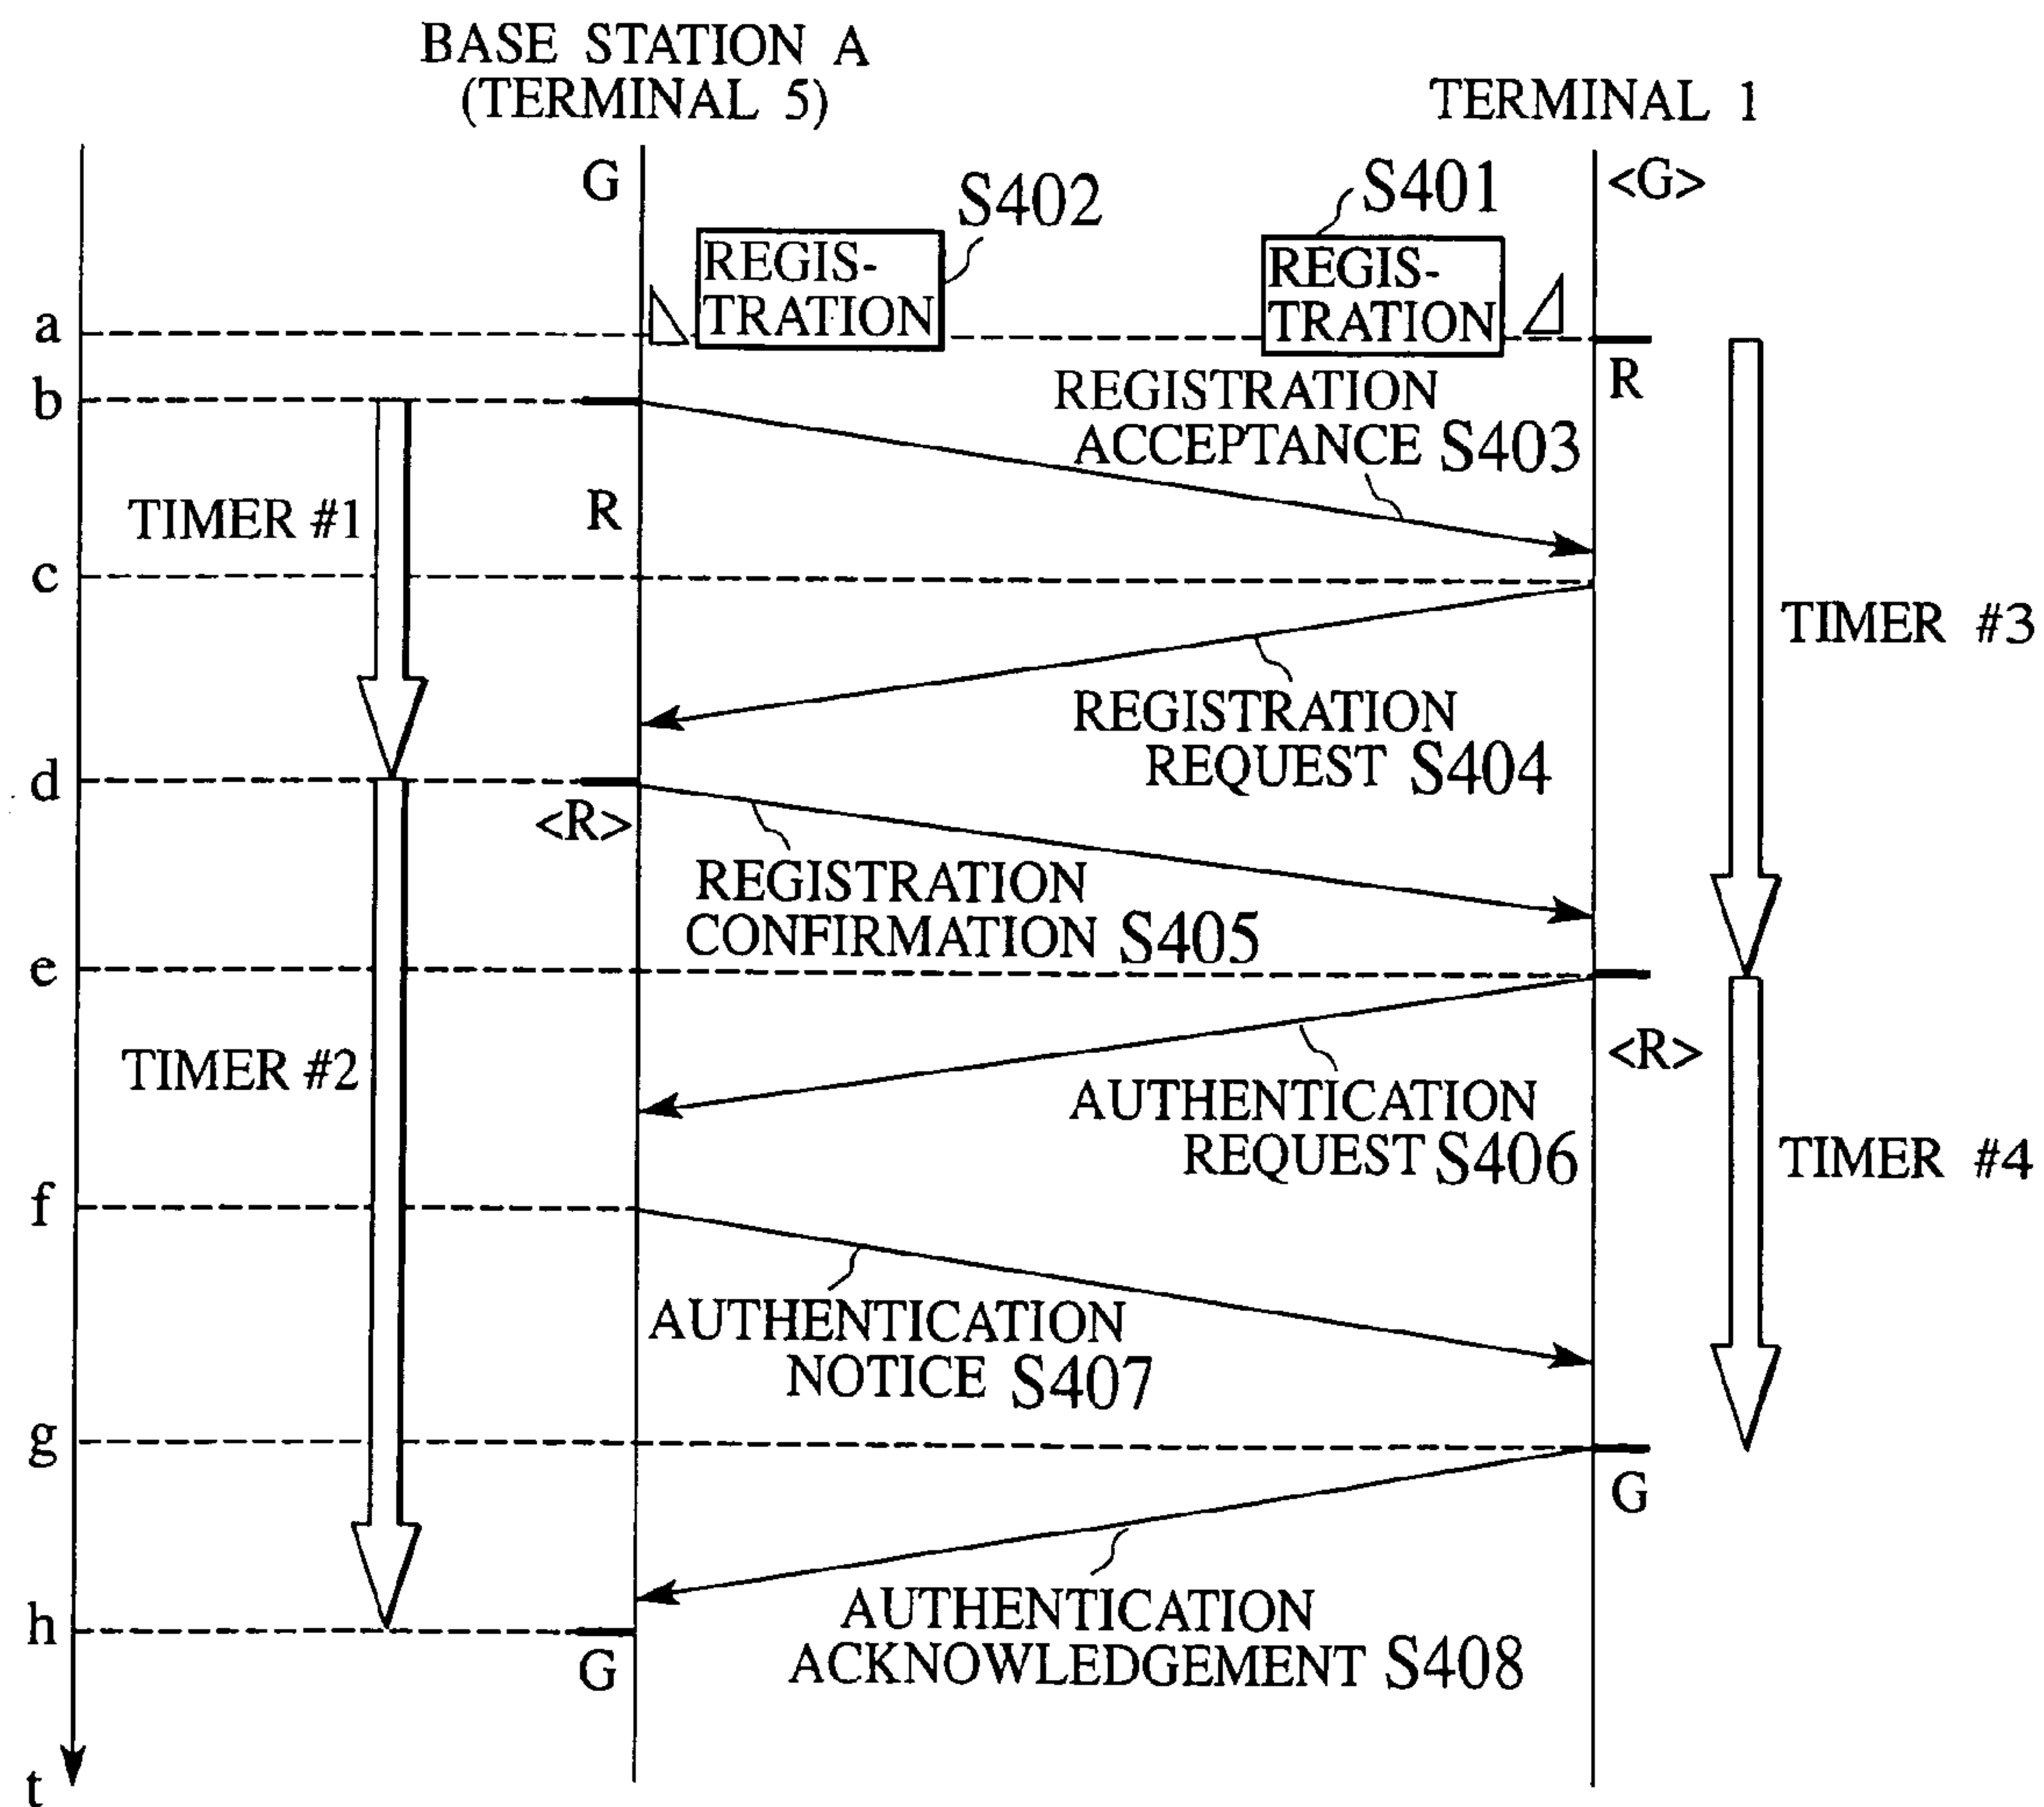 BASE STATION A
(TERMINAL 5)
TERMINAL 1
G
<G>
S402
S401
REGIS-
TRATION
REGIS-
TRATION
a
R
b
REGISTRATION
ACCEPTANCE S403
TIMER #1
R
c
TIMER #3
REGISTRATION
REQUEST S404
d
<R>
REGISTRATION
CONFIRMATION S405
e
<R>
TIMER #2
AUTHENTICATION
REQUEST S406
TIMER #4
f
AUTHENTICATION
NOTICE S407
g
G
AUTHENTICATION
ACKNOWLEDGEMENT S408
h
G
t